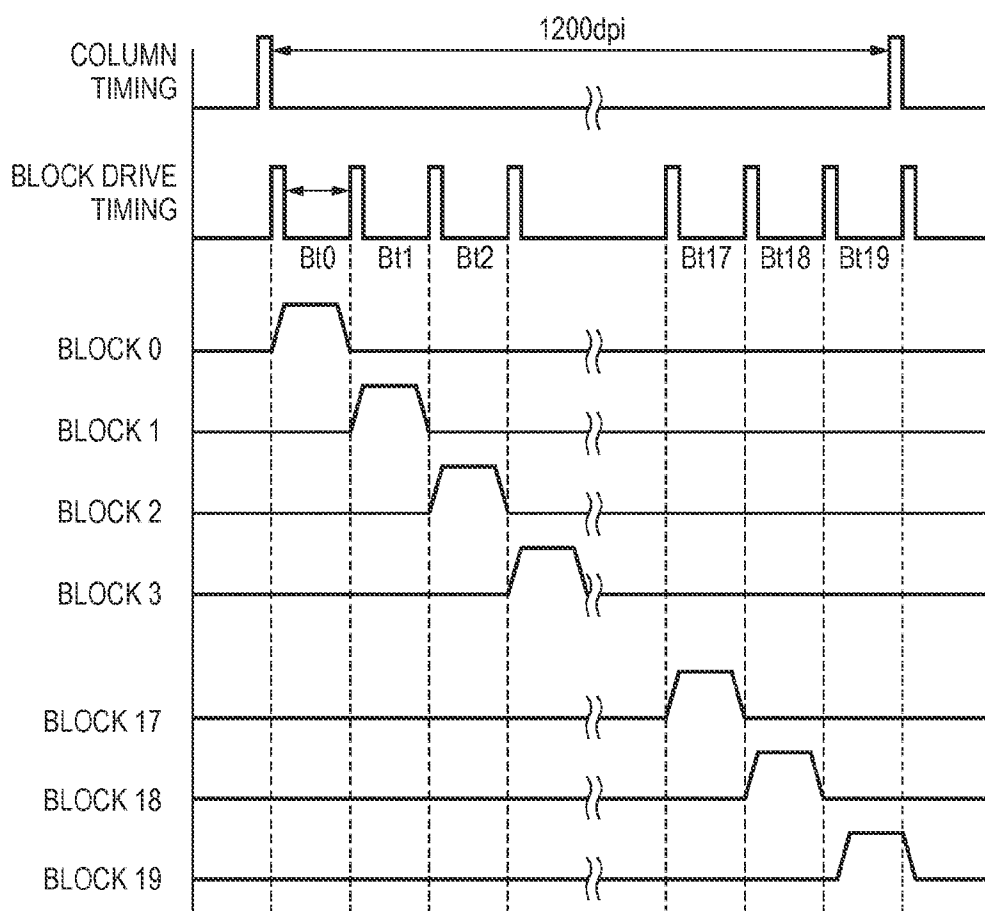 1200dpi
COLUMN
TIMING
BLOCK DRIVE
TIMING
Bt0 Bt1 Bt2 Bt17 Bt18 Bt19
BLOCK 0
BLOCK 1
BLOCK 2
BLOCK 3
BLOCK 17
BLOCK 18
BLOCK 19